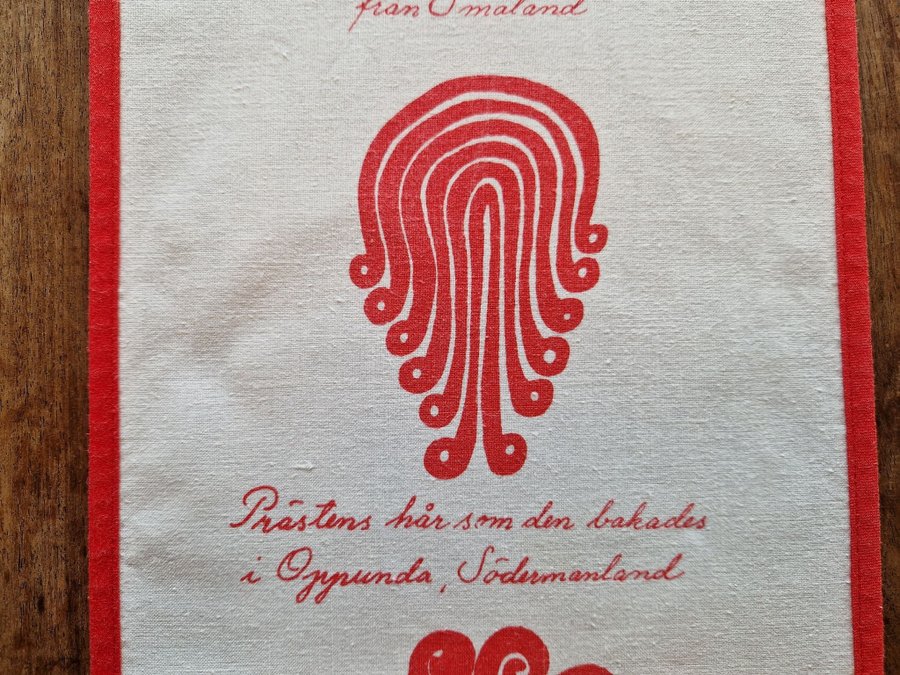 från Småland
Prästens hår som den bakades
i Oppunda, Södermanland